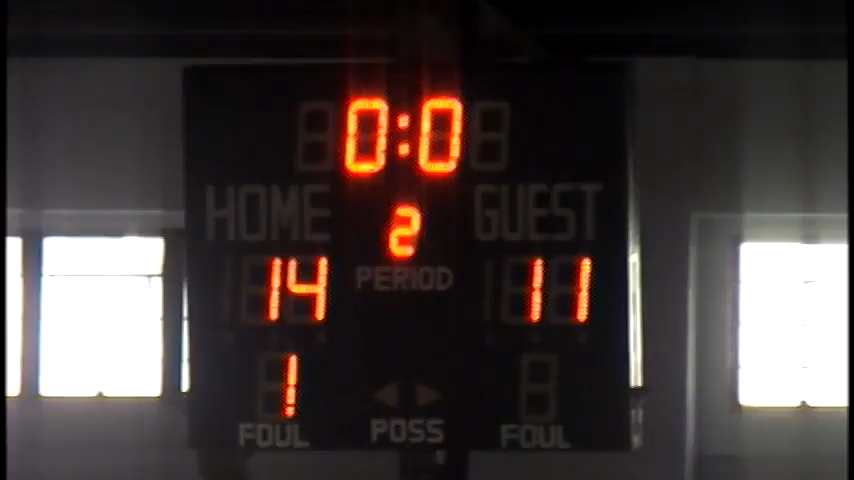 0:0
HOME 2 GUEST
14 PERIOD 11
1
FOUL POSS FOUL